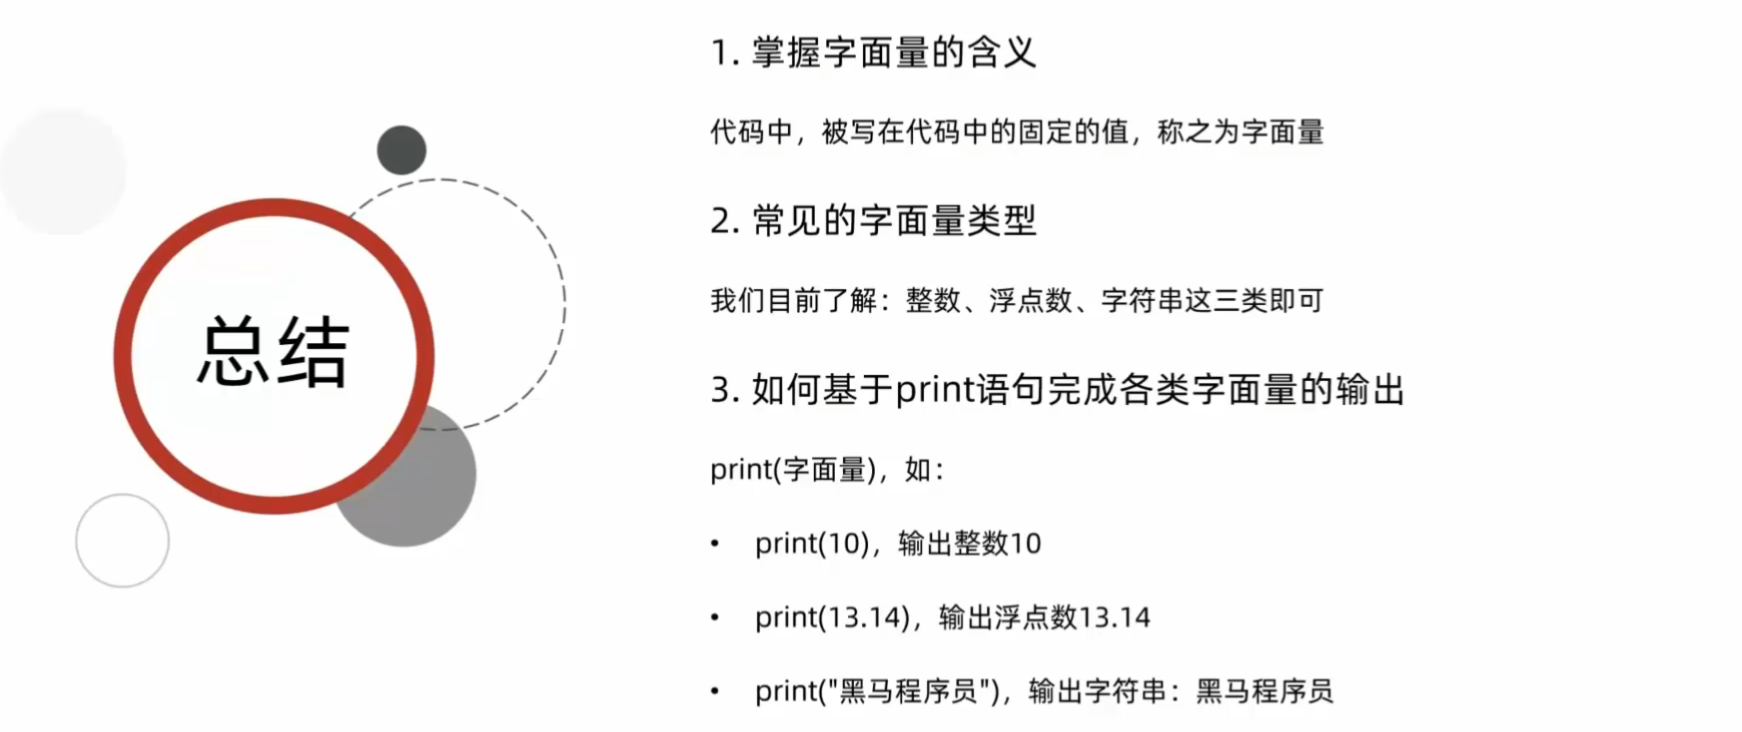 总结
1. 掌握字面量的含义
代码中，被写在代码中的固定的值，称之为字面量
2. 常见的字面量类型
我们目前了解：整数、浮点数、字符串这三类即可
3. 如何基于print语句完成各类字面量的输出
print(字面量)，如：
• print(10)，输出整数10
• print(13.14)，输出浮点数13.14
• print("黑马程序员")，输出字符串：黑马程序员